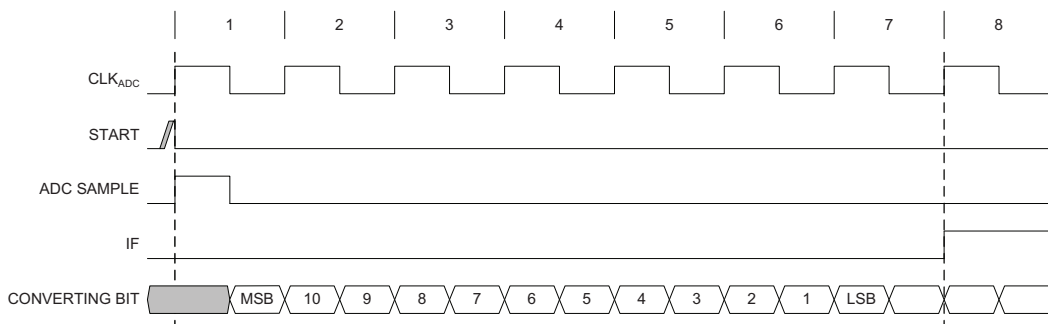 1 2 3 4 5 6 7 8
CLKADC
START
ADC SAMPLE
IF
CONVERTING BIT MSB 10 9 8 7 6 5 4 3 2 1 LSB